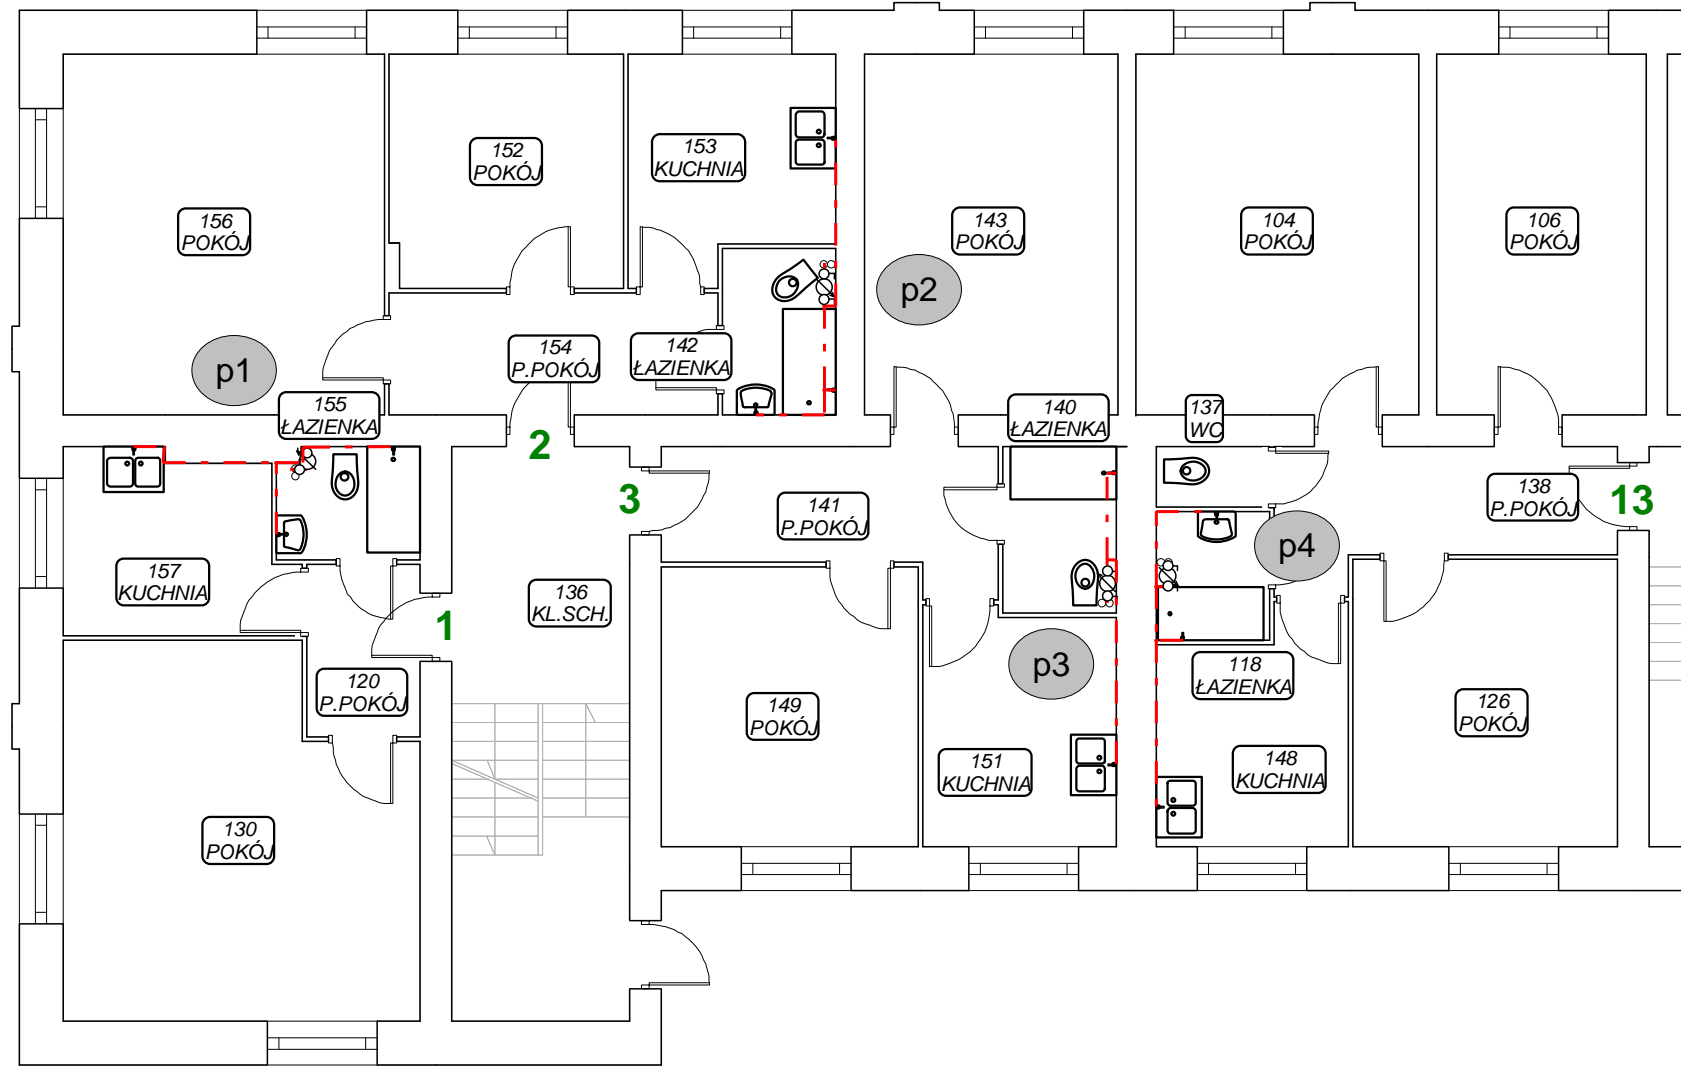 152
POKÓJ
153
KUCHNIA
156
POKÓJ
143
POKÓJ
104
POKÓJ
106
POKÓJ
p2
p1
154
P.POKÓJ
142
ŁAZIENKA
155
ŁAZIENKA
140
ŁAZIENKA
137
WC
2
3
141
P.POKÓJ
138
P.POKÓJ
13
p4
157
KUCHNIA
136
KL.SCH.
1
p3
120
P.POKÓJ
118
ŁAZIENKA
149
POKÓJ
126
POKÓJ
151
KUCHNIA
148
KUCHNIA
130
POKÓJ